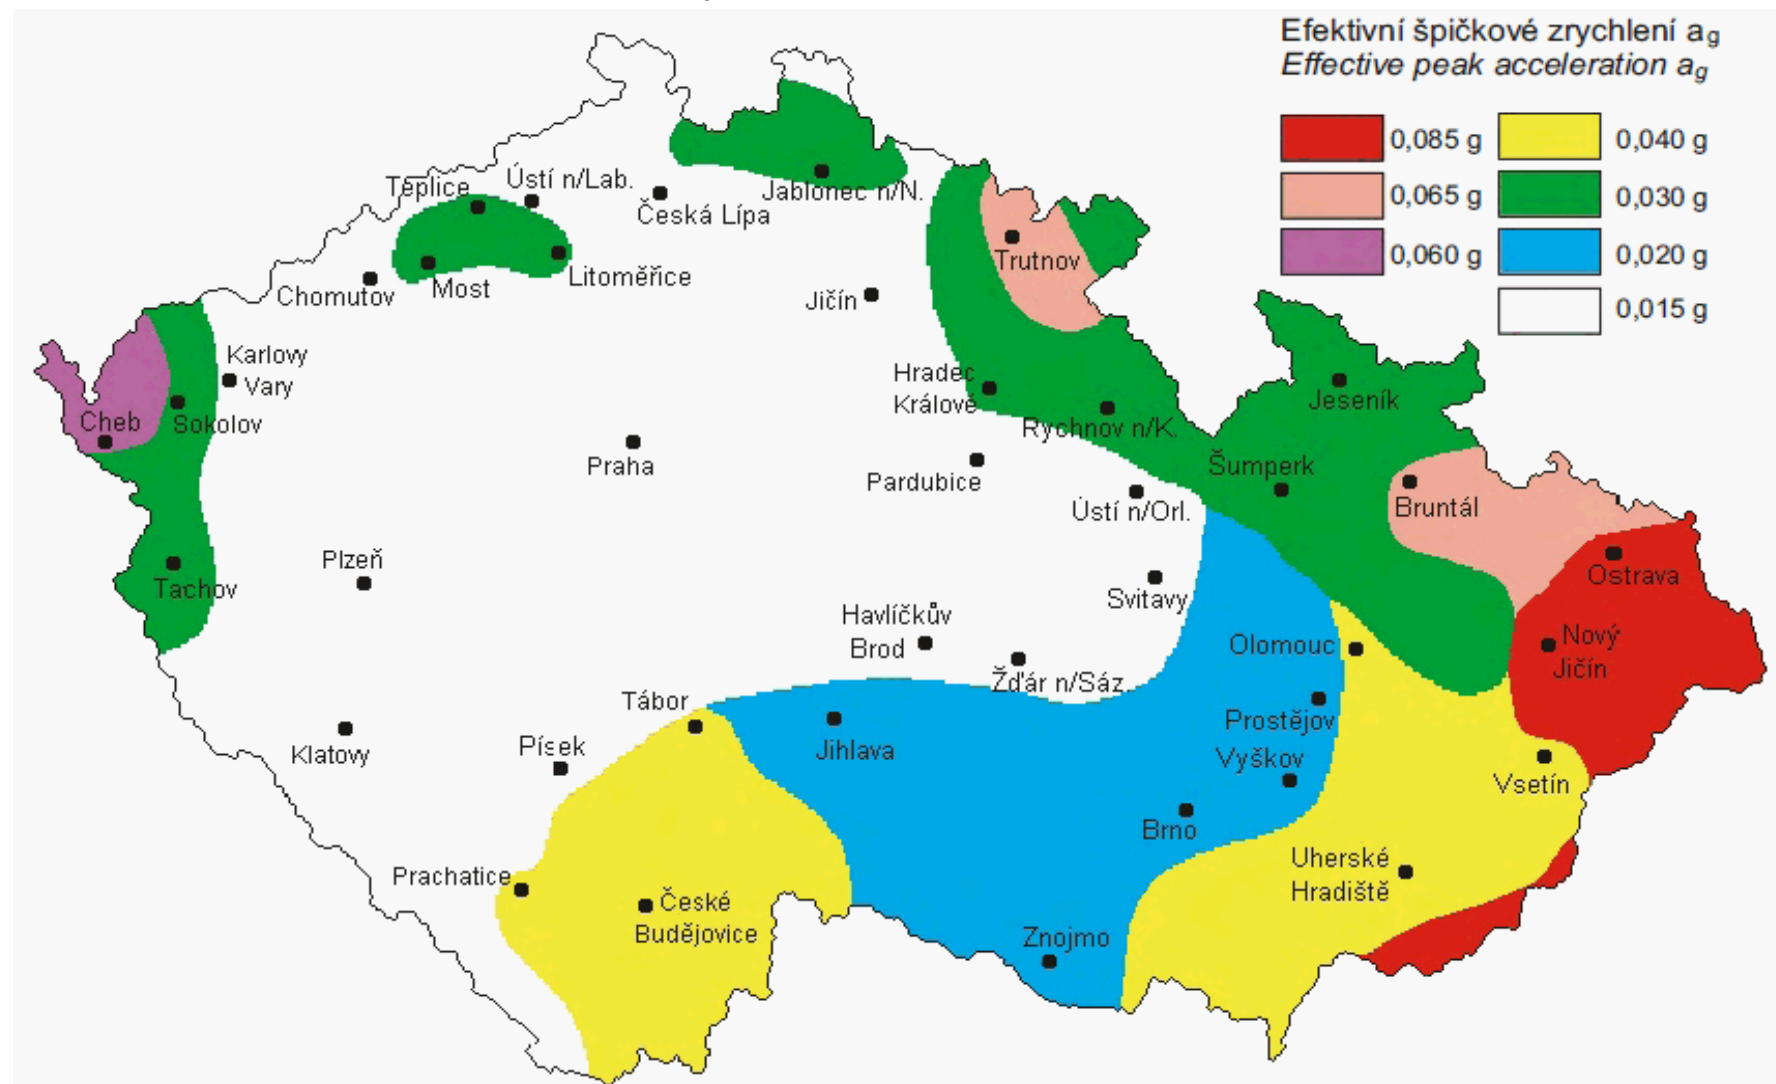 Efektivní špičkové zrychlení ag
Effective peak acceleration ag
0,085 g
0,040 g
0,065 g
0,030 g
0,060 g
0,020 g
0,015 g
Teplice
Ústí n/Lab.
Česká Lípa
Jablonec n/N.
Chomutov
Most
Litoměřice
Trutnov
Jičín
Karlovy
Vary
Cheb
Sokolov
Hradec
Králové
Rychnov n/K.
Jeseník
Praha
Pardubice
Šumperk
Bruntál
Ústí n/Orl.
Plzeň
Tachov
Svitavy
Ostrava
Havlíčkův
Brod
Olomouc
Nový
Jičín
Žďár n/Sáz.
Tábor
Prostějov
Klatovy
Písek
Jihlava
Vyškov
Vsetín
Brno
Prachatice
České
Budějovice
Uherské
Hradiště
Znojmo